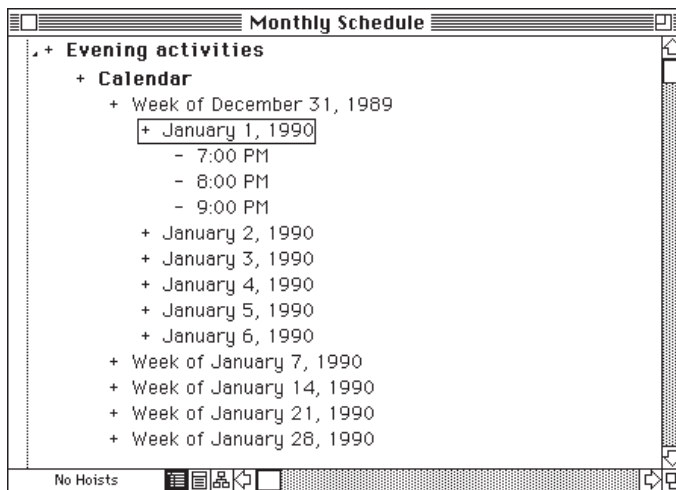 Monthly Schedule
+ Evening activities
+ Calendar
+ Week of December 31, 1989
+ January 1, 1990
- 7:00 PM
- 8:00 PM
- 9:00 PM
+ January 2, 1990
+ January 3, 1990
+ January 4, 1990
+ January 5, 1990
+ January 6, 1990
+ Week of January 7, 1990
+ Week of January 14, 1990
+ Week of January 21, 1990
+ Week of January 28, 1990
No Hoists